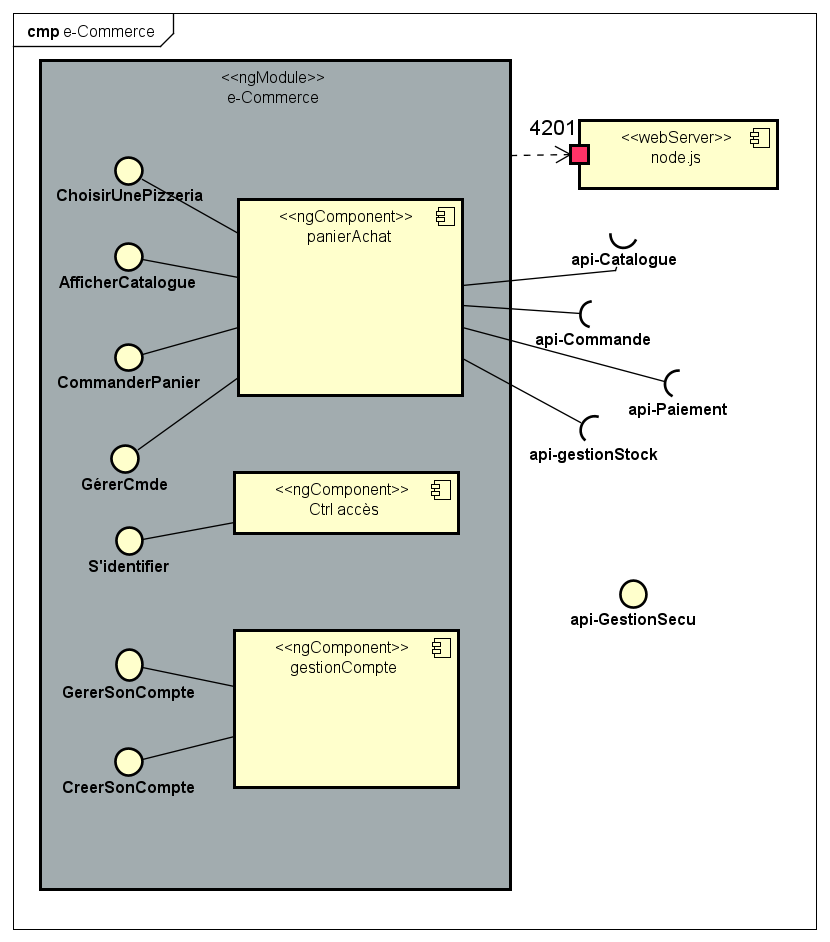 cmp e-Commerce
<<ngModule>>
e-Commerce
4201
<<webServer>>
node.js
ChoisirUnePizzeria
<<ngComponent>>
panierAchat
AfficherCatalogue
CommanderPanier
GérerCmde
api-Catalogue
api-Commande
api-Paiement
api-gestionStock
<<ngComponent>>
Ctrl accès
S'identifier
api-GestionSecu
<<ngComponent>>
gestionCompte
GererSonCompte
CreerSonCompte